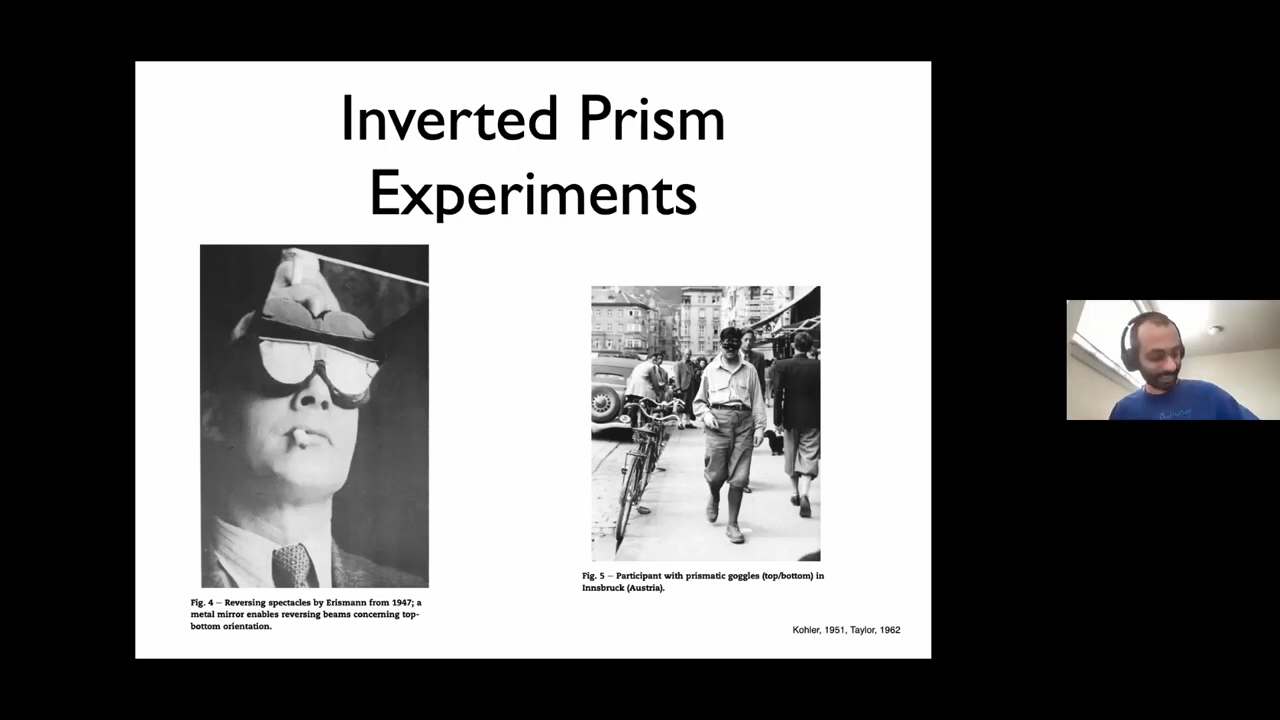 Inverted Prism
Experiments
Fig. 4 – Reversing spectacles by Erismann from 1947; a
metal mirror enables reversing beams concerning top-
bottom orientation.
Fig. 5 – Participant with prismatic goggles (top/bottom) in
Innsbruck (Austria).
Kohler, 1951, Taylor, 1962